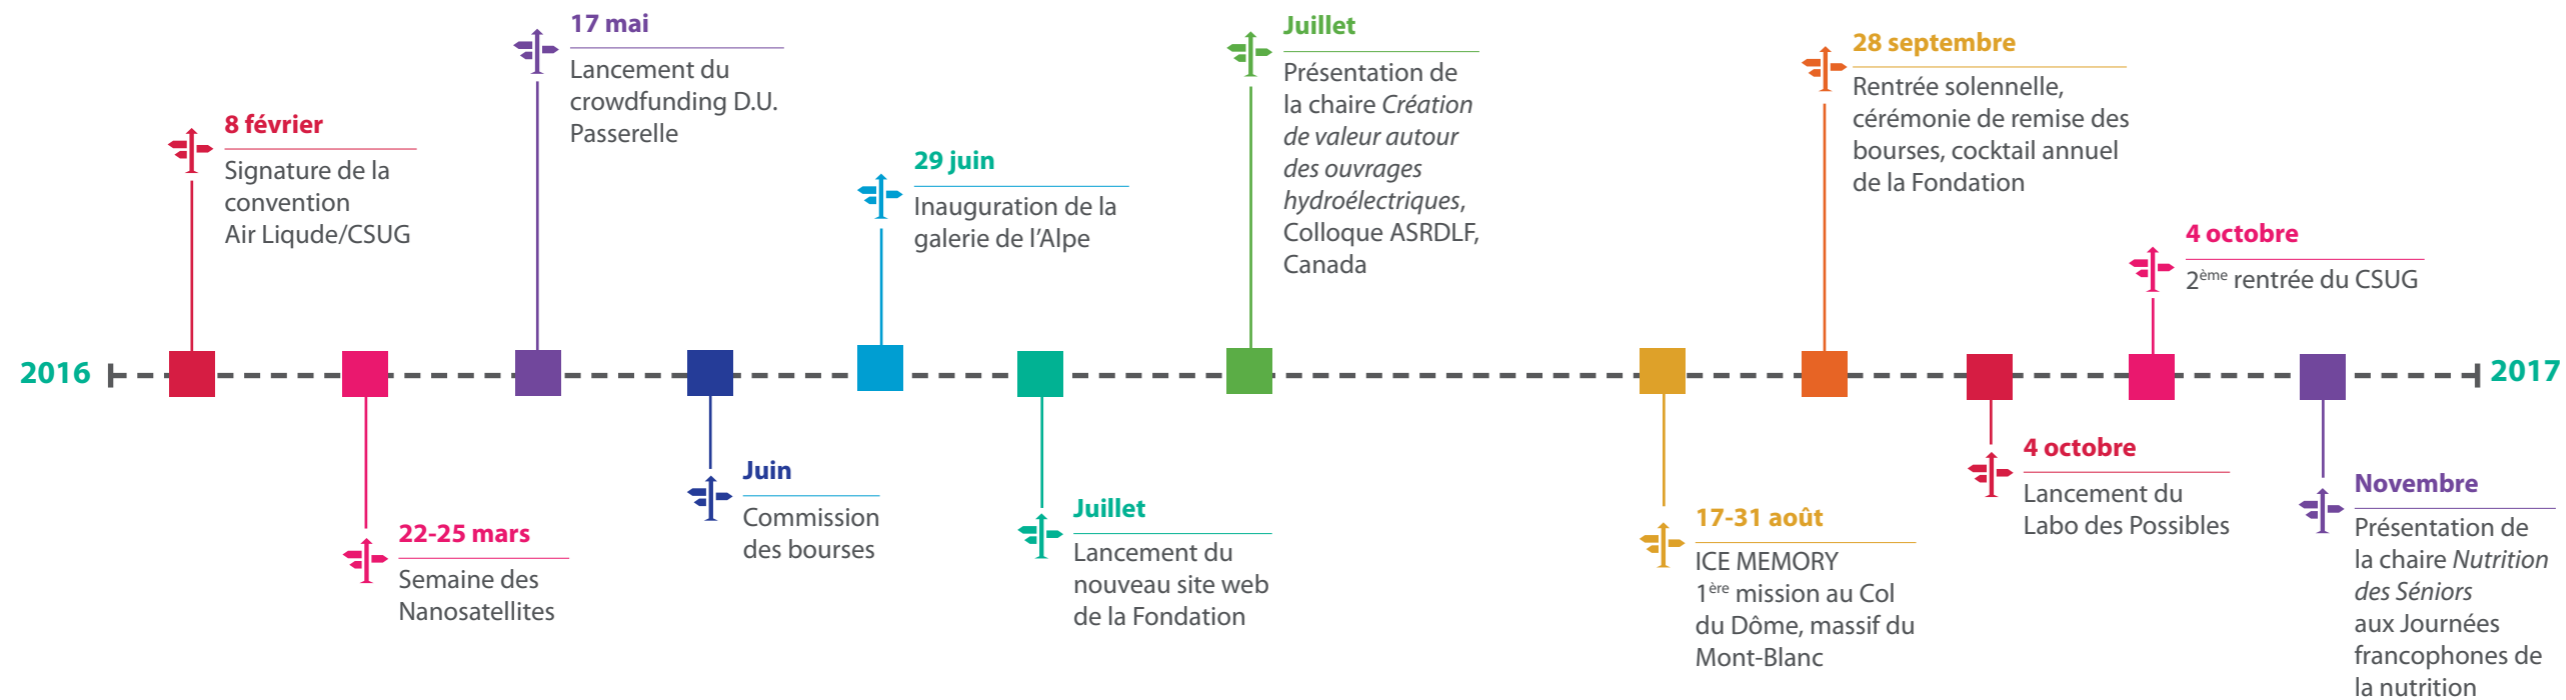 2016
8 février
Signature de la
convention
Air Liqude/CSUG
22-25 mars
Semaine des
Nanosatellites
17 mai
Lancement du
crowdfunding D.U.
Passerelle
Juin
Commission
des bourses
29 juin
Inauguration de la
galerie de l'Alpe
Juillet
Lancement du
nouveau site web
de la Fondation
Juillet
Présentation de
la chaire Création
de valeur autour
des ouvrages
hydroélectriques,
Colloque ASRDLF,
Canada
17-31 août
ICE MEMORY
1ère mission au Col
du Dôme, massif du
Mont-Blanc
28 septembre
Rentrée solennelle,
cérémonie de remise des
bourses, cocktail annuel
de la Fondation
4 octobre
Lancement du
Labo des Possibles
4 octobre
2ème rentrée du CSUG
Novembre
Présentation de
la chaire Nutrition
des Séniors
aux Journées
francophones de
la nutrition
2017